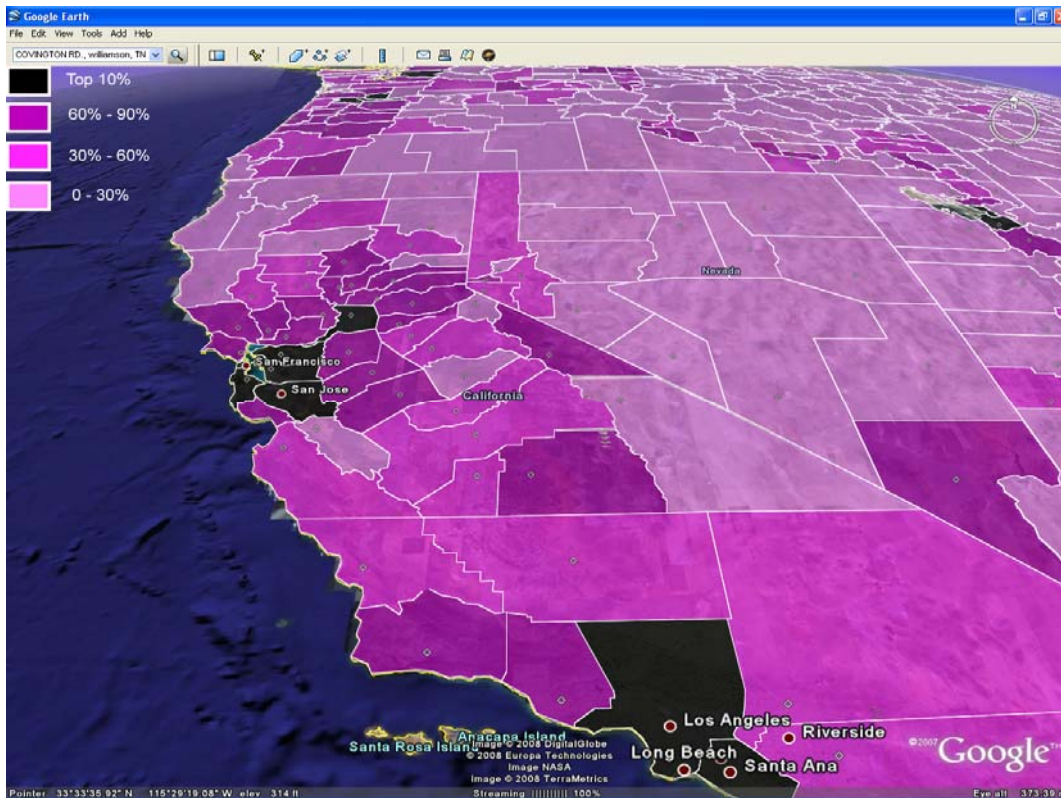 Google Earth
File Edit View Tools Add Help
COVINGTON RD., williamson, TN
Top 10%
60% - 90%
30% - 60%
0 - 30%
Nevada
San Francisco
San Jose
California
Los Angeles
Riverside
Anacapa Island
Santa Rosa Island
Long Beach
Santa Ana
Image © 2008 DigitalGlobe
© 2008 Europa Technologies
Image NASA
Image © 2008 TerraMetrics
©2007 Google™
Pointer 33°33'35.92" N 115°29'19.08" W elev 314 ft Streaming |||||||||| 100% Eye alt 373.39